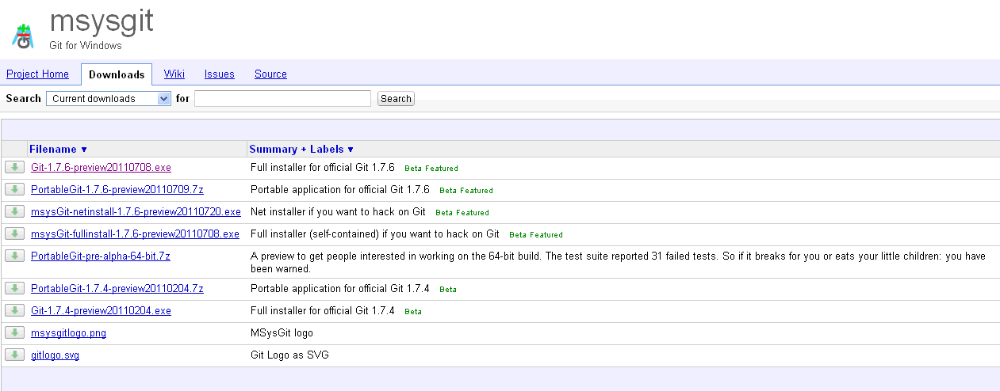 msysgit
Git for Windows
Project Home Downloads Wiki Issues Source
Search Current downloads for Search
Filename ▼ Summary + Labels ▼
Git-1.7.6-preview20110708.exe Full installer for official Git 1.7.6 Beta Featured
PortableGit-1.7.6-preview20110709.7z Portable application for official Git 1.7.6 Beta Featured
msysGit-netinstall-1.7.6-preview20110720.exe Net installer if you want to hack on Git Beta Featured
msysGit-fullinstall-1.7.6-preview20110708.exe Full installer (self-contained) if you want to hack on Git Beta Featured
PortableGit-pre-alpha-64-bit.7z A preview to get people interested in working on the 64-bit build. The test suite reported 31 failed tests. So if it breaks for you or eats your little children: you have
been warned.
PortableGit-1.7.4-preview20110204.7z Portable application for official Git 1.7.4 Beta
Git-1.7.4-preview20110204.exe Full installer for official Git 1.7.4 Beta
msysgitlogo.png MSysGit logo
gitlogo.svg Git Logo as SVG